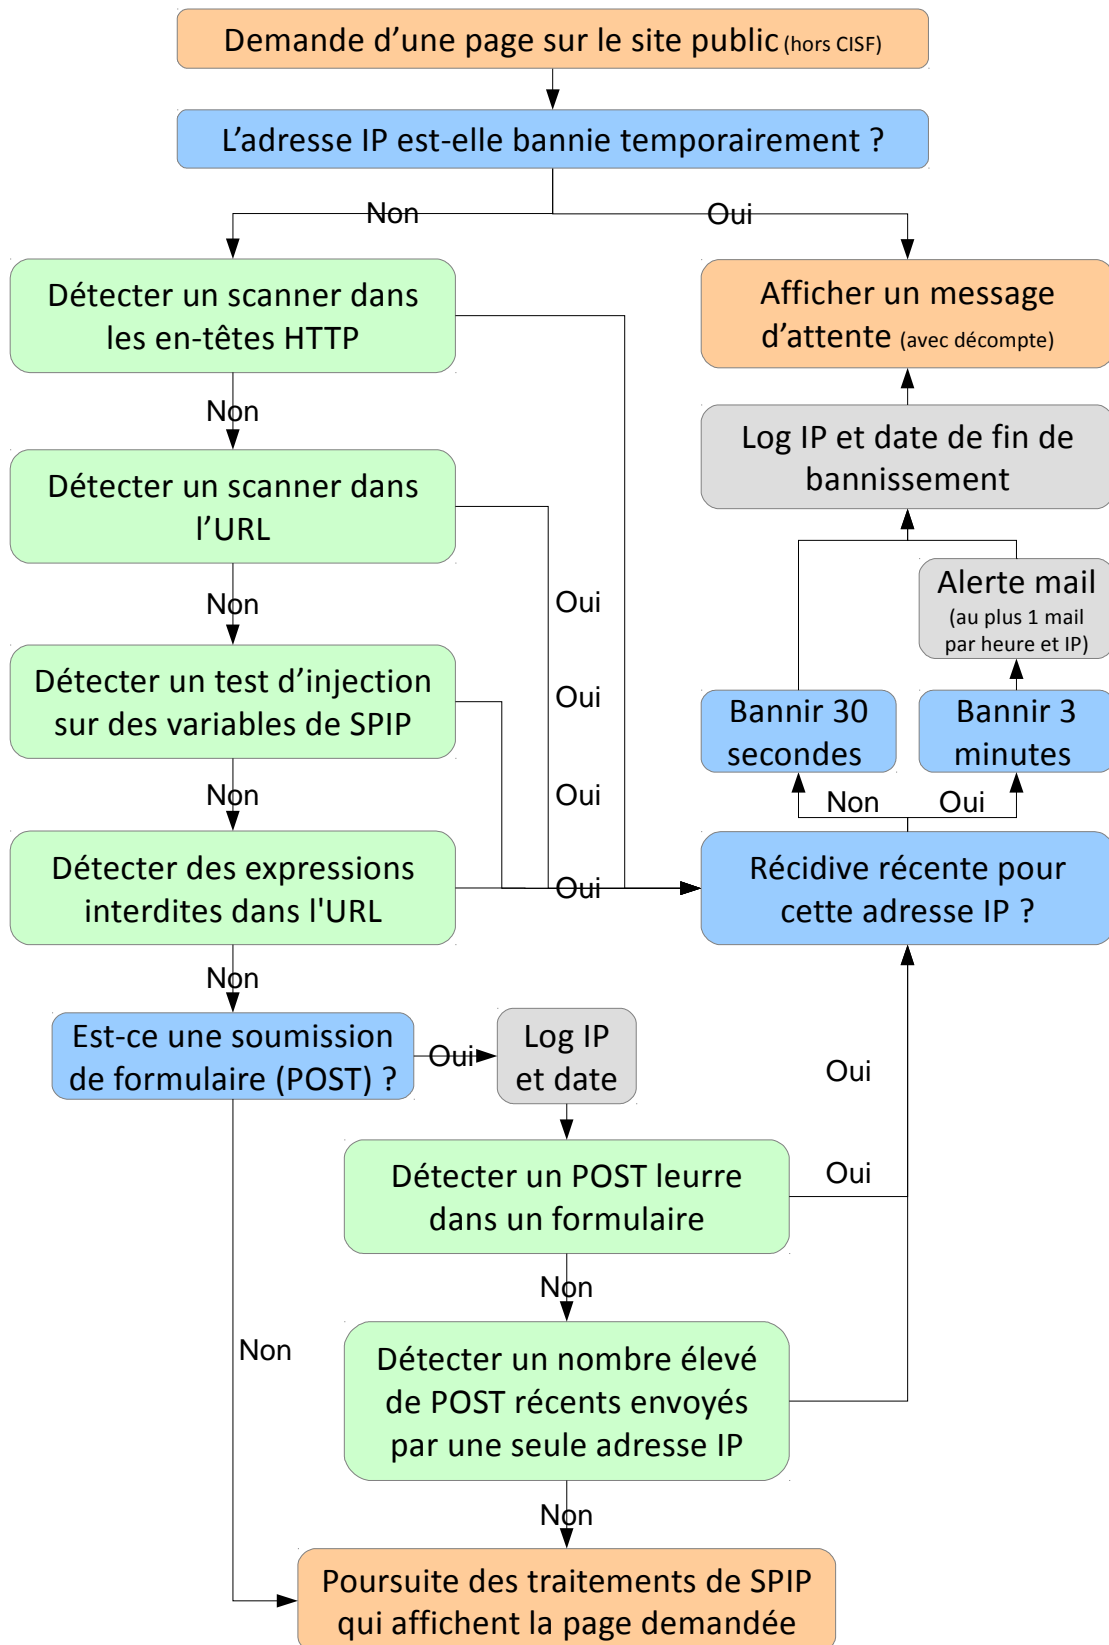 Demande d’une page sur le site public (hors CISF)
L’adresse IP est-elle bannie temporairement ?
Non
Oui
Détecter un scanner dans
les en-têtes HTTP
Afficher un message
d’attente (avec décompte)
Non
Log IP et date de fin de
bannissement
Détecter un scanner dans
l’URL
Alerte mail
(au plus 1 mail
par heure et IP)
Non
Oui
Détecter un test d’injection
sur des variables de SPIP
Oui
Bannir 30
secondes
Bannir 3
minutes
Non
Oui
Non
Oui
Détecter des expressions
interdites dans l'URL
Oui
Récidive récente pour
cette adresse IP ?
Non
Est-ce une soumission
de formulaire (POST) ?
Oui
Log IP
et date
Oui
Détecter un POST leurre
dans un formulaire
Oui
Non
Non
Détecter un nombre élevé
de POST récents envoyés
par une seule adresse IP
Non
Poursuite des traitements de SPIP
qui affichent la page demandée